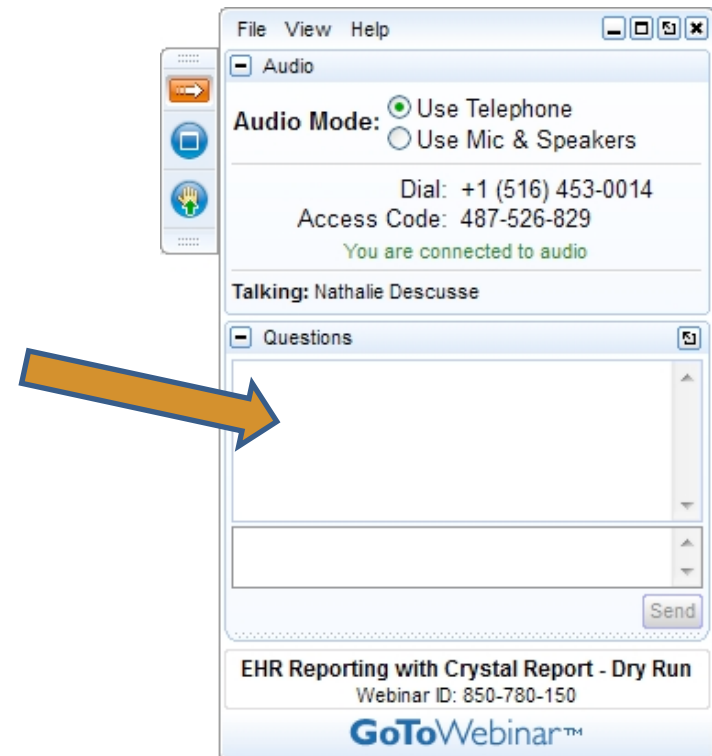 File View Help
Audio
Audio Mode: Use Telephone
Use Mic & Speakers
Dial: +1 (516) 453-0014
Access Code: 487-526-829
You are connected to audio
Talking: Nathalie Descusse
Questions
Send
EHR Reporting with Crystal Report - Dry Run
Webinar ID: 850-780-150
GoToWebinar™